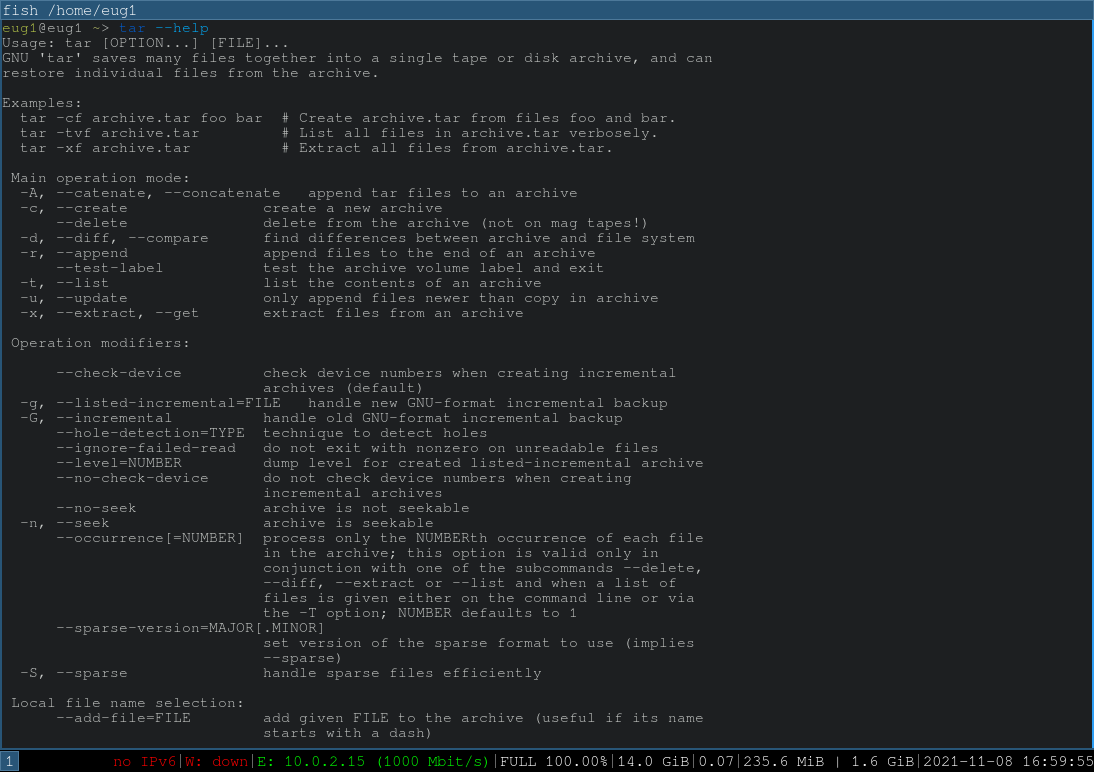 fish /home/eug1
eug1@eug1 ~> tar --help
Usage: tar [OPTION...] [FILE]...
GNU 'tar' saves many files together into a single tape or disk archive, and can
restore individual files from the archive.

Examples:
  tar -cf archive.tar foo bar  # Create archive.tar from files foo and bar.
  tar -tvf archive.tar         # List all files in archive.tar verbosely.
  tar -xf archive.tar          # Extract all files from archive.tar.

 Main operation mode:
  -A, --catenate, --concatenate   append tar files to an archive
  -c, --create               create a new archive
      --delete               delete from the archive (not on mag tapes!)
  -d, --diff, --compare      find differences between archive and file system
  -r, --append               append files to the end of an archive
      --test-label           test the archive volume label and exit
  -t, --list                 list the contents of an archive
  -u, --update               only append files newer than copy in archive
  -x, --extract, --get       extract files from an archive

 Operation modifiers:

      --check-device         check device numbers when creating incremental
                             archives (default)
  -g, --listed-incremental=FILE   handle new GNU-format incremental backup
  -G, --incremental          handle old GNU-format incremental backup
      --hole-detection=TYPE  technique to detect holes
      --ignore-failed-read   do not exit with nonzero on unreadable files
      --level=NUMBER         dump level for created listed-incremental archive
      --no-check-device      do not check device numbers when creating
                             incremental archives
      --no-seek              archive is not seekable
  -n, --seek                 archive is seekable
      --occurrence[=NUMBER]  process only the NUMBERth occurrence of each file
                             in the archive; this option is valid only in
                             conjunction with one of the subcommands --delete,
                             --diff, --extract or --list and when a list of
                             files is given either on the command line or via
                             the -T option; NUMBER defaults to 1
      --sparse-version=MAJOR[.MINOR]
                             set version of the sparse format to use (implies
                             --sparse)
  -S, --sparse               handle sparse files efficiently

 Local file name selection:
      --add-file=FILE        add given FILE to the archive (useful if its name
                             starts with a dash)
1 no IPv6|W: down|E: 10.0.2.15 (1000 Mbit/s)|FULL 100.00%|14.0 GiB|0.07|235.6 MiB | 1.6 GiB|2021-11-08 16:59:55